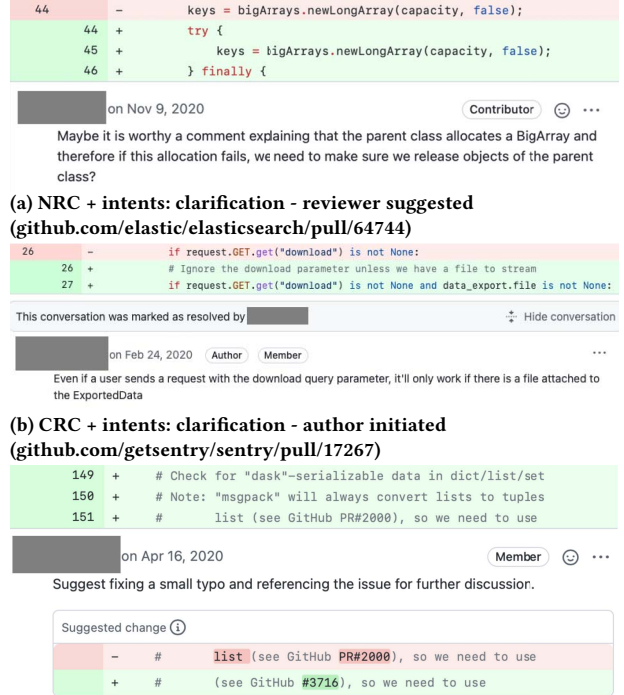 44 - keys = bigArrays.newLongArray(capacity, false);
44 + try {
45 + keys = bigArrays.newLongArray(capacity, false);
46 + } finally {
on Nov 9, 2020 Contributor ...
Maybe it is worthy a comment explaining that the parent class allocates a BigArray and
therefore if this allocation fails, we need to make sure we release objects of the parent
class?
(a) NRC + intents: clarification - reviewer suggested
(github.com/elastic/elasticsearch/pull/64744)
26 - if request.GET.get("download") is not None:
26 + # Ignore the download parameter unless we have a file to stream
27 + if request.GET.get("download") is not None and data_export.file is not None:
This conversation was marked as resolved by Hide conversation
on Feb 24, 2020 Author Member ...
Even if a user sends a request with the download query parameter, it'll only work if there is a file attached to
the ExportedData
(b) CRC + intents: clarification - author initiated
(github.com/getsentry/sentry/pull/17267)
149 + # Check for "dask"-serializable data in dict/list/set
150 + # Note: "msgpack" will always convert lists to tuples
151 + # list (see GitHub PR#2000), so we need to use
on Apr 16, 2020 Member ...
Suggest fixing a small typo and referencing the issue for further discussion.
Suggested change
- # list (see GitHub PR#2000), so we need to use
+ # (see GitHub #3716), so we need to use